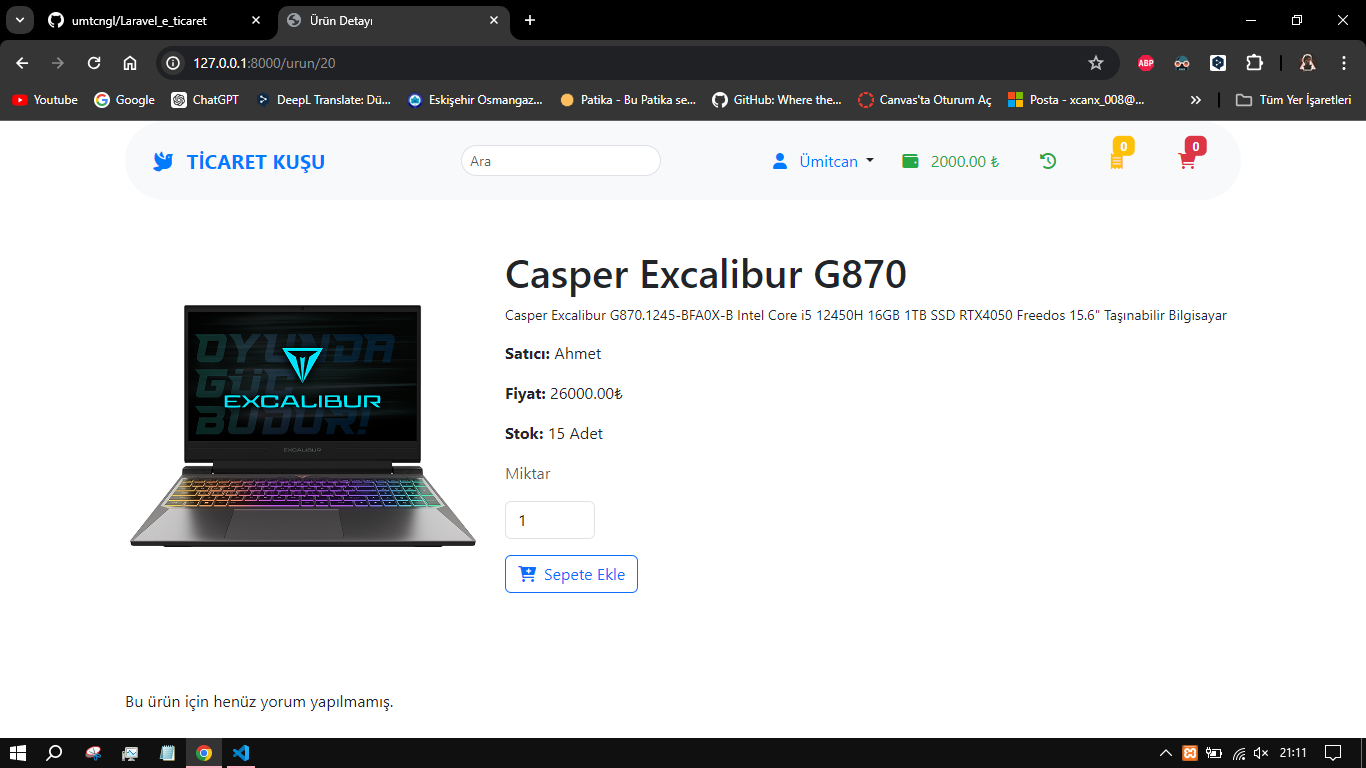 umtcngl/Laravel_e_ticaret
Ürün Detayı
127.0.0.1:8000/urun/20
ABP
Youtube
Google
ChatGPT
DeepL Translate: Dü...
Eskişehir Osmangaz...
Patika - Bu Patika se...
GitHub: Where the...
Canvas'ta Oturum Aç
Posta - xcanx_008@...
Tüm Yer İşaretleri
TİCARET KUŞU
Ara
Ümitcan
2000.00 ₺
0
0
Casper Excalibur G870
Casper Excalibur G870.1245-BFA0X-B Intel Core i5 12450H 16GB 1TB SSD RTX4050 Freedos 15.6" Taşınabilir Bilgisayar
OYUNDA
GÜÇ
BUDUR!
EXCALIBUR
EXCALIBUR
Satıcı: Ahmet
Fiyat: 26000.00₺
Stok: 15 Adet
Miktar
1
Sepete Ekle
Bu ürün için henüz yorum yapılmamış.
21:11